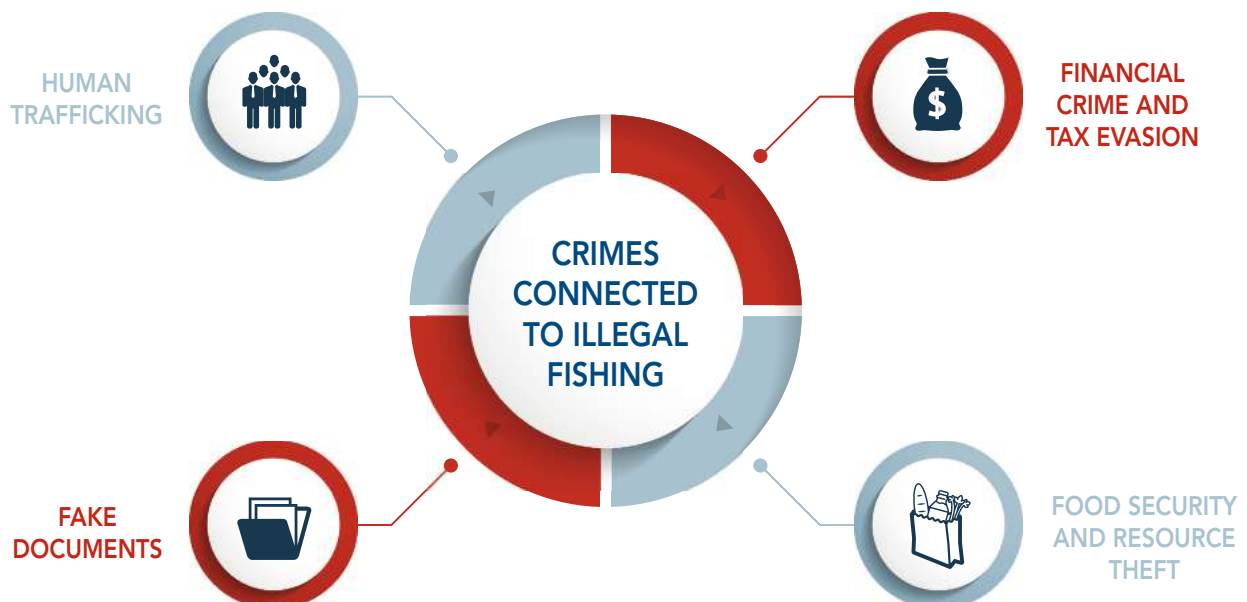 HUMAN
TRAFFICKING
$
FINANCIAL
CRIME AND
TAX EVASION
CRIMES
CONNECTED
TO ILLEGAL
FISHING
FAKE
DOCUMENTS
FOOD SECURITY
AND RESOURCE
THEFT